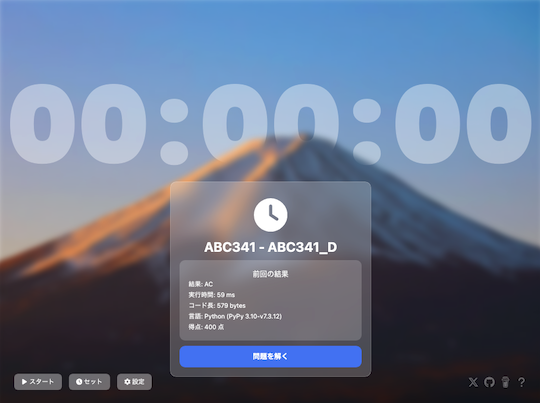 00:00:00
ABC341 - ABC341_D
前回の結果
結果: AC
実行時間: 59 ms
コード長: 579 bytes
言語: Python (PyPy 3.10-v7.3.12)
得点: 400 点
問題を解く
スタート
セット
設定